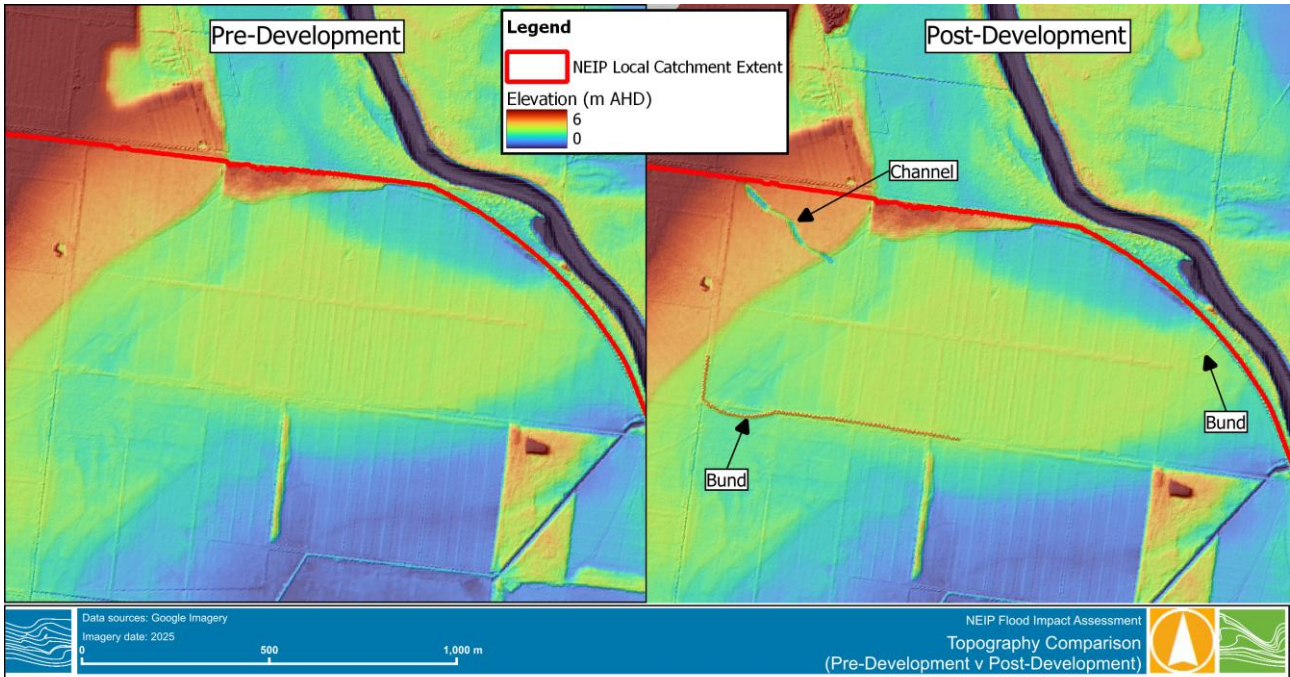 Pre-Development
Legend
NEIP Local Catchment Extent
Elevation (m AHD)
6
0
Post-Development
Channel
Bund
Bund
Data sources: Google Imagery
Imagery date: 2025
0 500 1,000 m
NEIP Flood Impact Assessment
Topography Comparison
(Pre-Development v Post-Development)